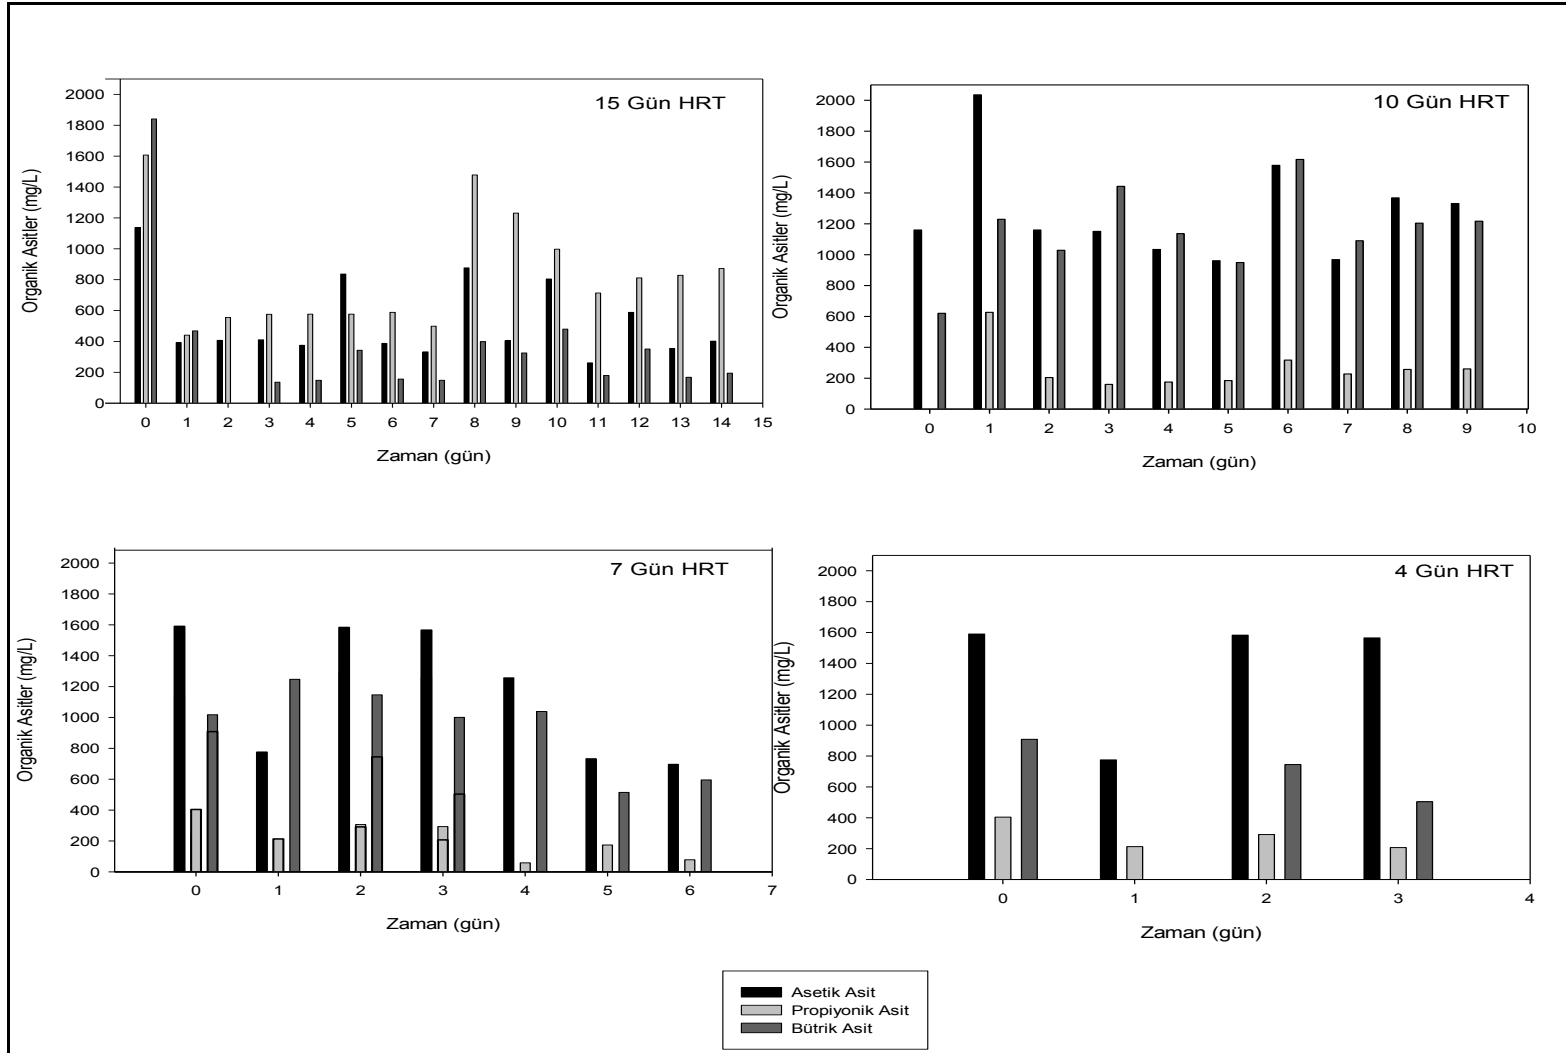 15 Gün HRT
Organik Asitler (mg/L)
2000
1800
1600
1400
1200
1000
800
600
400
200
0
0 1 2 3 4 5 6 7 8 9 10 11 12 13 14 15
Zaman (gün)
10 Gün HRT
Organik Asitler (mg/L)
2000
1800
1600
1400
1200
1000
800
600
400
200
0
0 1 2 3 4 5 6 7 8 9 10
Zaman (gün)
7 Gün HRT
Organik Asitler (mg/L)
2000
1800
1600
1400
1200
1000
800
600
400
200
0
0 1 2 3 4 5 6 7
Zaman (gün)
4 Gün HRT
Organik Asitler (mg/L)
2000
1800
1600
1400
1200
1000
800
600
400
200
0
0 1 2 3 4
Zaman (gün)
Asetik Asit
Propiyonik Asit
Bütrik Asit